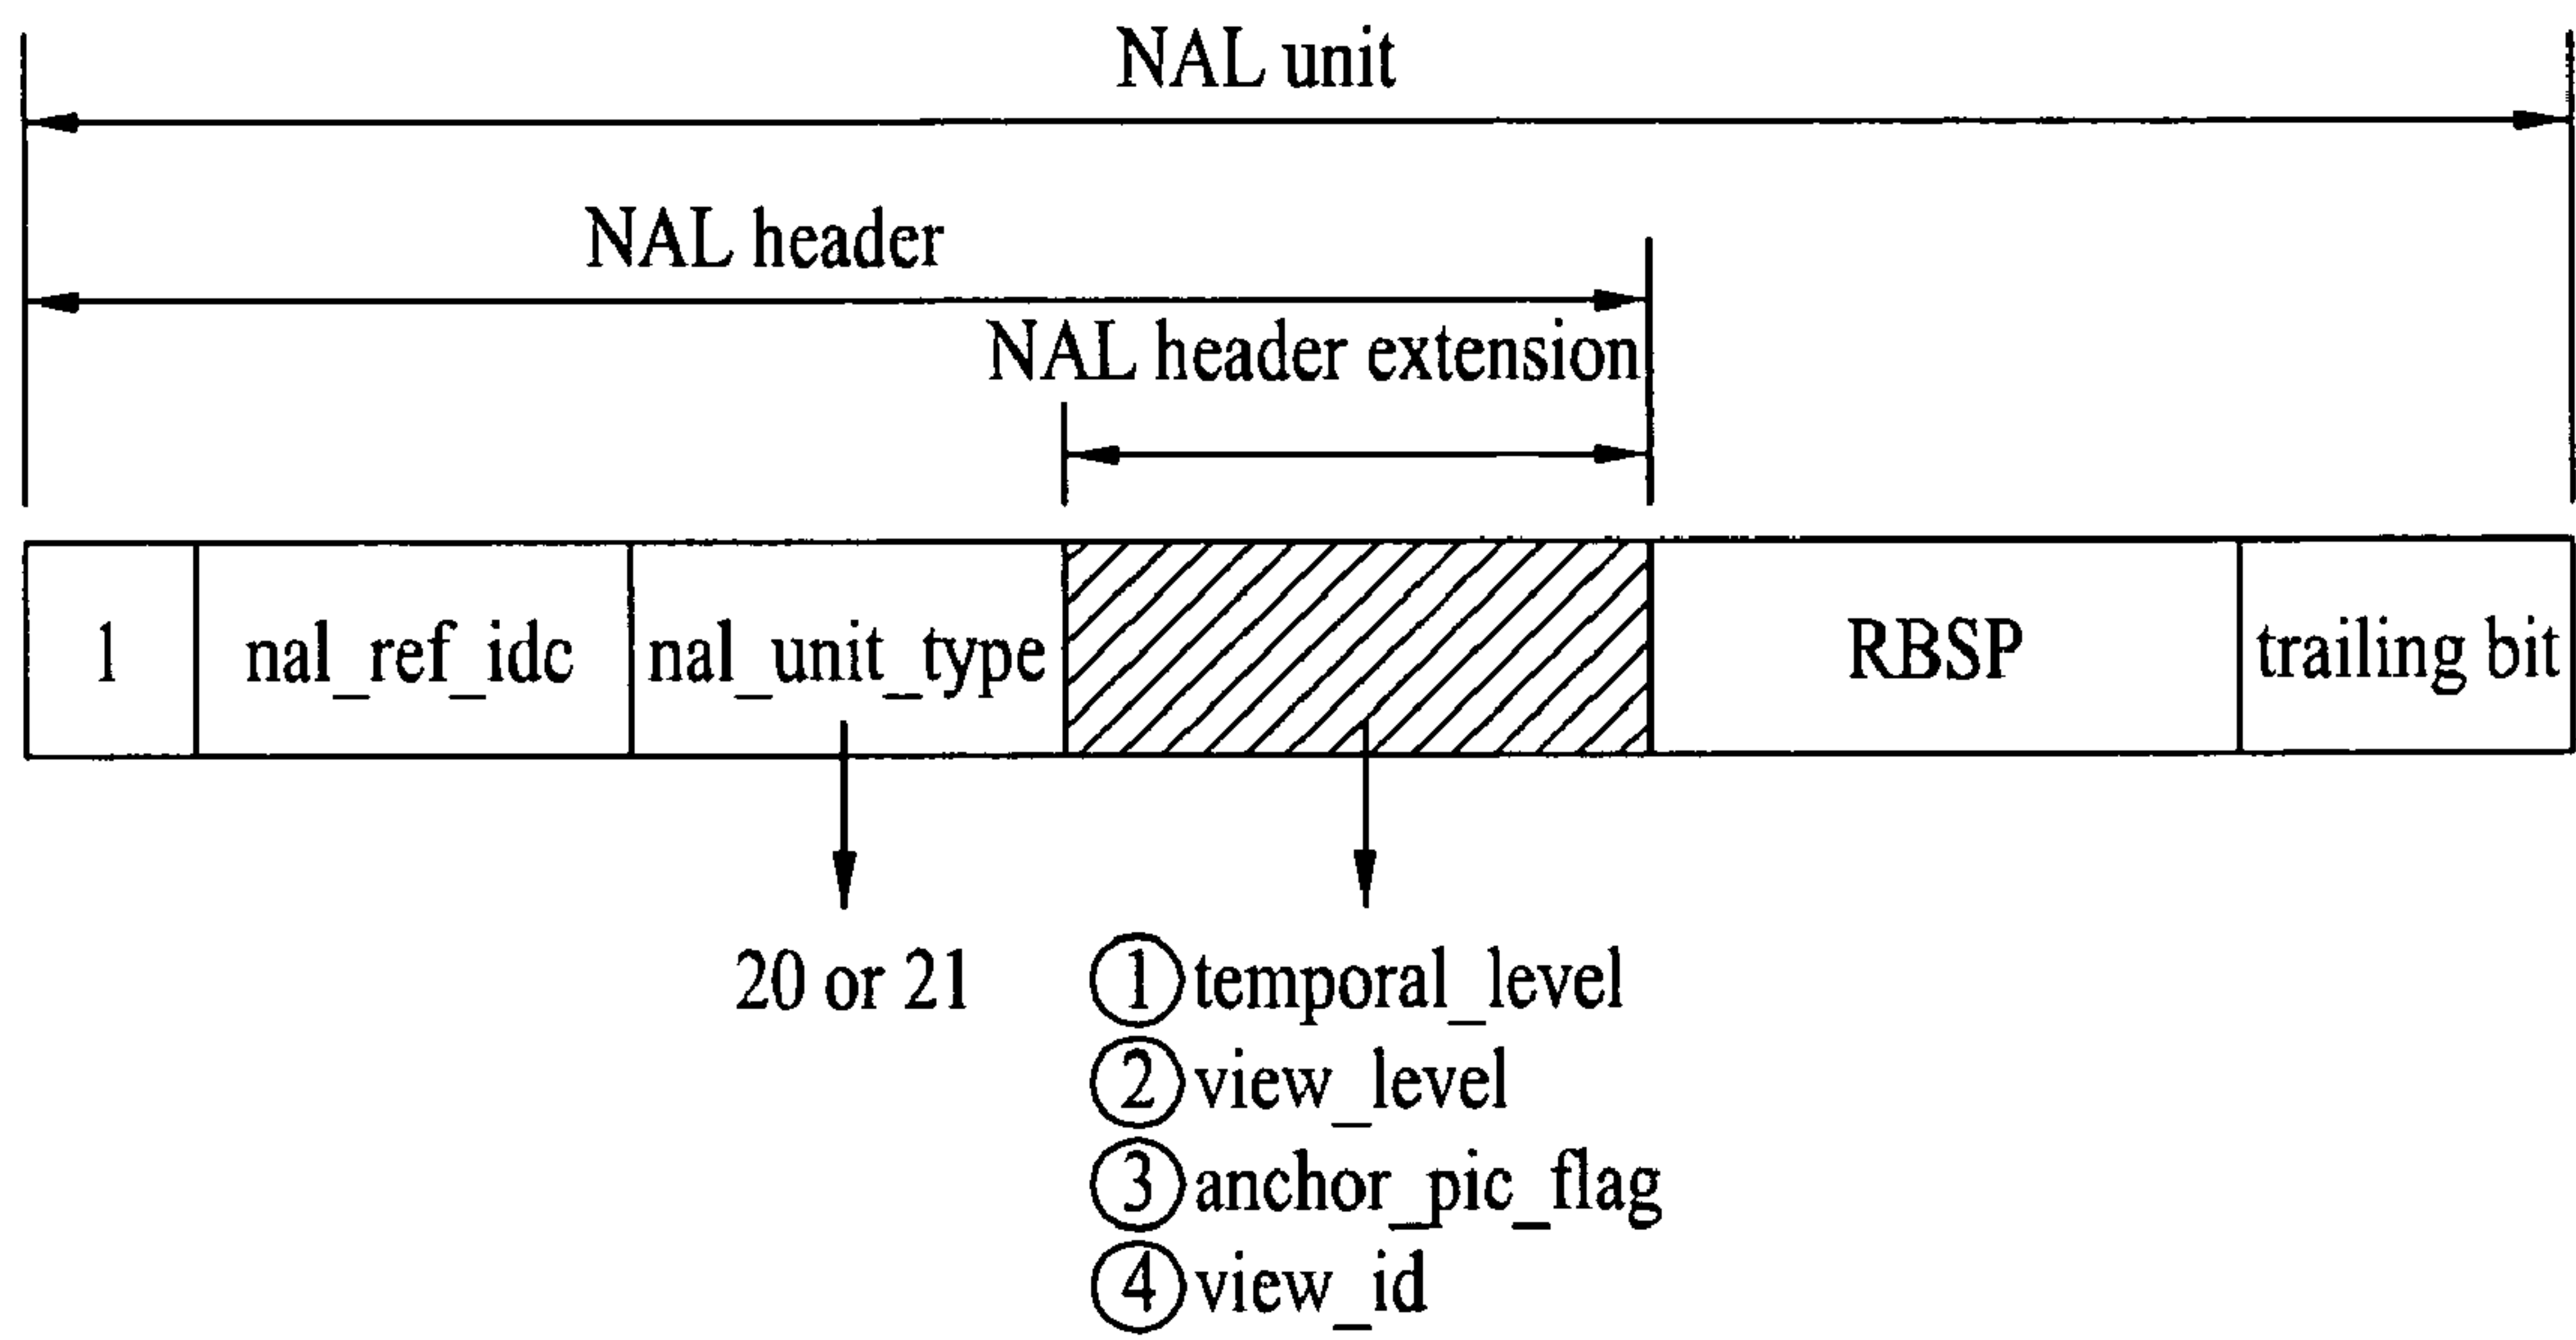 NAL unit
NAL header
NAL header extension
1 nal_ref_idc nal_unit_type RBSP trailing bit
20 or 21
① temporal_level
② view_level
③ anchor_pic_flag
④ view_id